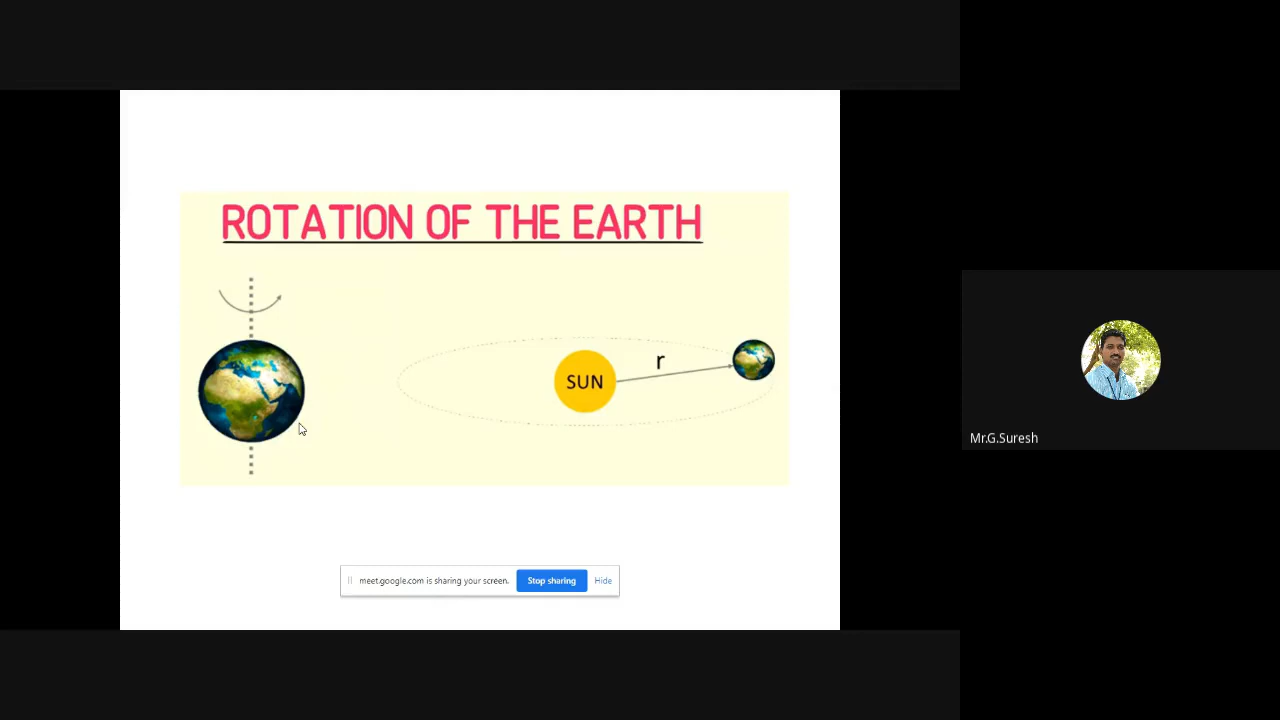 ROTATION OF THE EARTH
r
SUN
Mr.G.Suresh
meet.google.com is sharing your screen. Stop sharing Hide